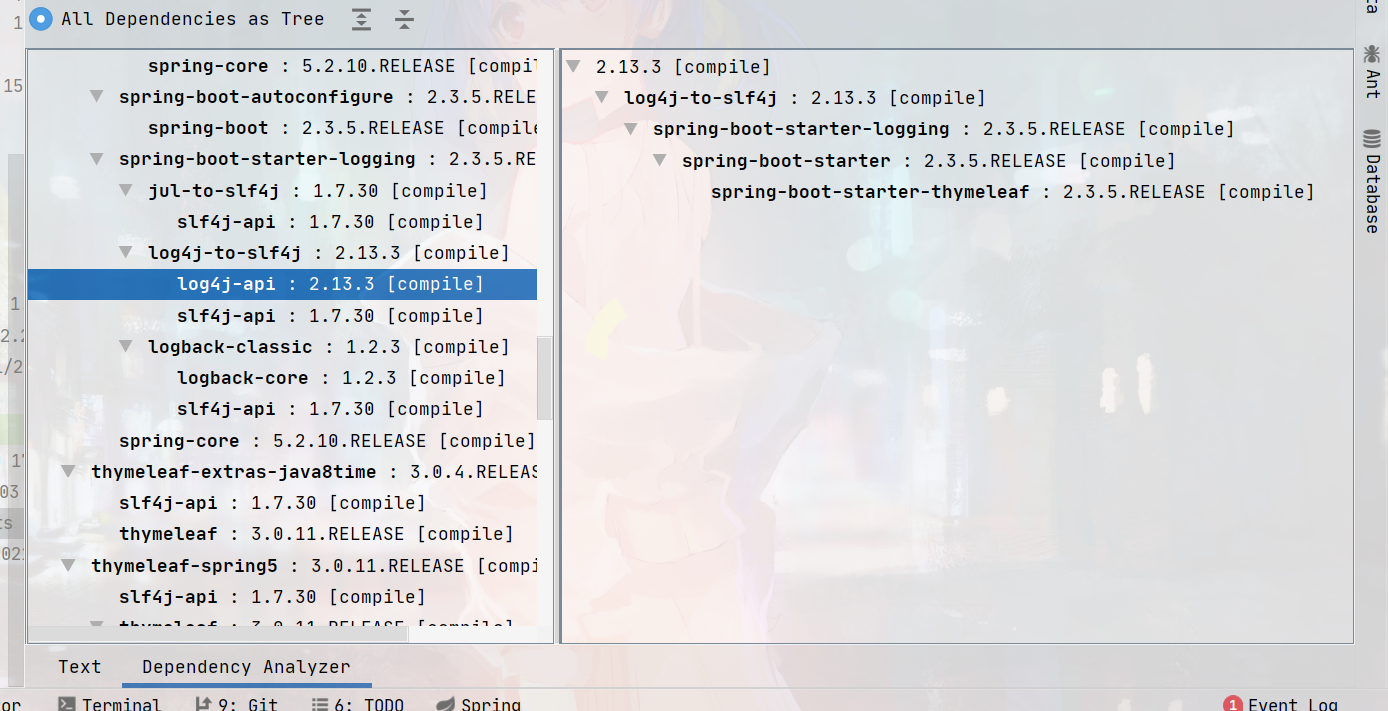 1
All Dependencies as Tree
15
spring-core : 5.2.10.RELEASE [compil
spring-boot-autoconfigure : 2.3.5.RELE
spring-boot : 2.3.5.RELEASE [compile
spring-boot-starter-logging : 2.3.5.RE
jul-to-slf4j : 1.7.30 [compile]
slf4j-api : 1.7.30 [compile]
log4j-to-slf4j : 2.13.3 [compile]
log4j-api : 2.13.3 [compile]
slf4j-api : 1.7.30 [compile]
logback-classic : 1.2.3 [compile]
logback-core : 1.2.3 [compile]
slf4j-api : 1.7.30 [compile]
spring-core : 5.2.10.RELEASE [compile]
thymeleaf-extras-java8time : 3.0.4.RELEAS
slf4j-api : 1.7.30 [compile]
thymeleaf : 3.0.11.RELEASE [compile]
thymeleaf-spring5 : 3.0.11.RELEASE [compi
slf4j-api : 1.7.30 [compile]
thymeleaf : 3.0.11.RELEASE [compile]
2.13.3 [compile]
log4j-to-slf4j : 2.13.3 [compile]
spring-boot-starter-logging : 2.3.5.RELEASE [compile]
spring-boot-starter : 2.3.5.RELEASE [compile]
spring-boot-starter-thymeleaf : 2.3.5.RELEASE [compile]
Ant
Database
Text
Dependency Analyzer
Terminal
9: Git
6: TODO
Spring
1 Event Log